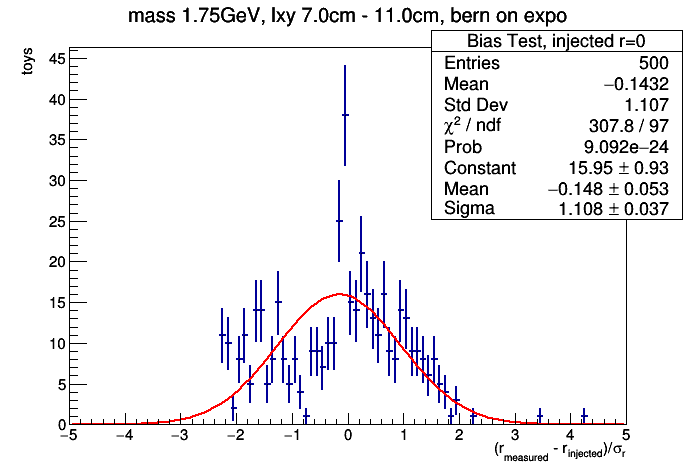 mass 1.75GeV, lxy 7.0cm - 11.0cm, bern on expo
Bias Test, injected r=0
Entries 500
Mean −0.1432
Std Dev 1.107
χ² / ndf 307.8 / 97
Prob 9.092e−24
Constant 15.95 ± 0.93
Mean −0.148 ± 0.053
Sigma 1.108 ± 0.037
toys
45
40
35
30
25
20
15
10
5
0
−5 −4 −3 −2 −1 0 1 2 3 4 5
(r_measured - r_injected)/σ_r